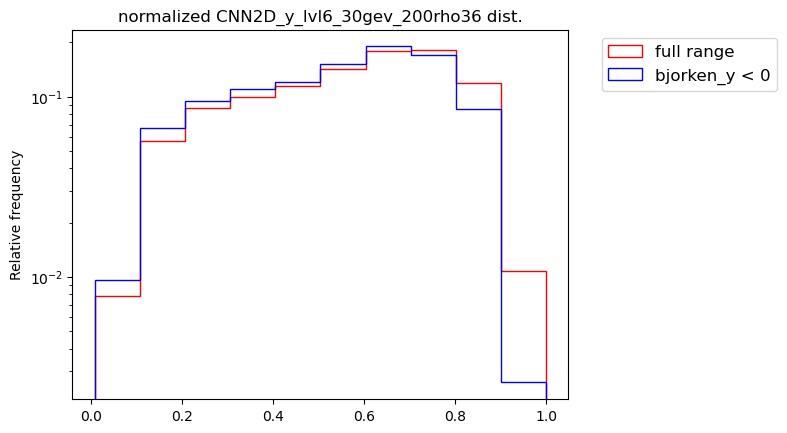 normalized CNN2D_y_lvl6_30gev_200rho36 dist.
full range
bjorken_y < 0
Relative frequency
10⁻¹
10⁻²
0.0 0.2 0.4 0.6 0.8 1.0